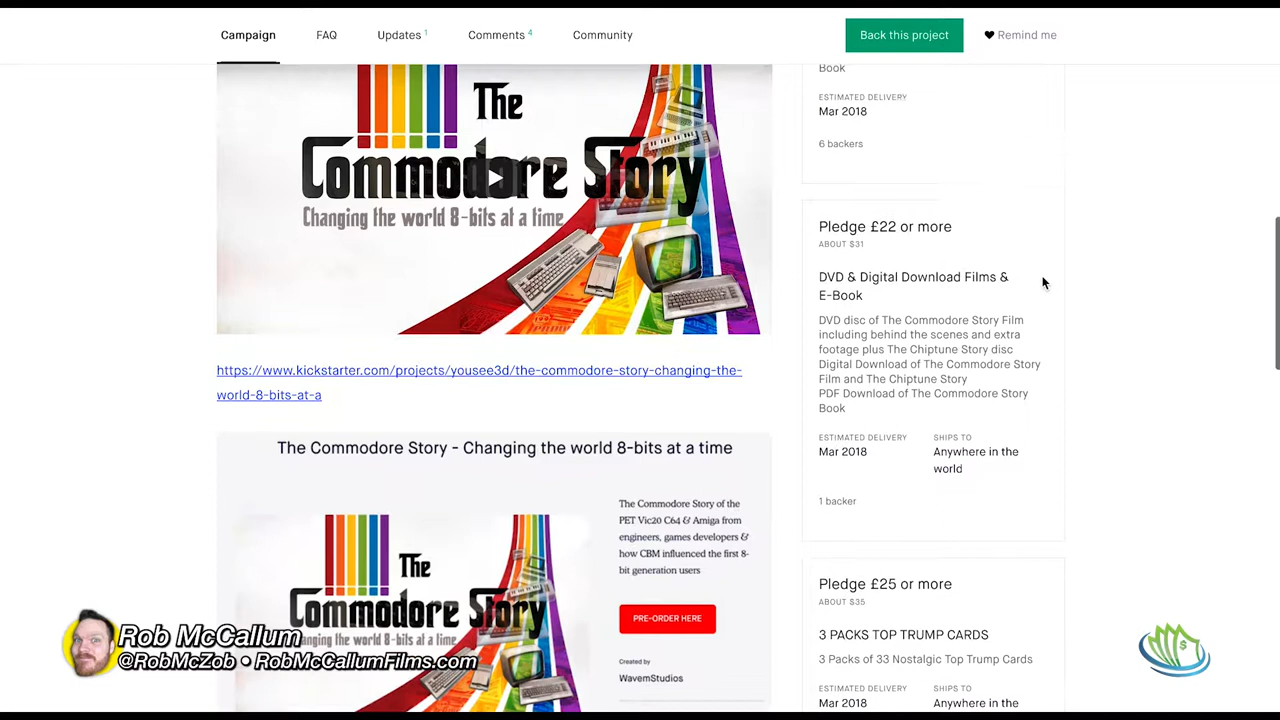 Campaign
FAQ
Updates 1
Comments 4
Community
Back this project
Remind me
The
Commodore Story
Changing the world 8-bits at a time.
https://www.kickstarter.com/projects/yousee3d/the-commodore-story-changing-the-
world-8-bits-at-a
The Commodore Story - Changing the world 8-bits at a time
The
Commodore Story
hanging the world 8-bits at a time.
The Commodore Story of the
PET Vic20 C64 & Amiga from
engineers, games developers &
how CBM influenced the first 8-
bit generation users
PRE-ORDER HERE
Created by
WavemStudios
Book
ESTIMATED DELIVERY
Mar 2018
6 backers
Pledge £22 or more
ABOUT $31
DVD & Digital Download Films &
E-Book
DVD disc of The Commodore Story Film
including behind the scenes and extra
footage plus The Chiptune Story disc
Digital Download of The Commodore Story
Film and The Chiptune Story
PDF Download of The Commodore Story
Book
ESTIMATED DELIVERY
Mar 2018
SHIPS TO
Anywhere in the
world
1 backer
Pledge £25 or more
ABOUT $35
3 PACKS TOP TRUMP CARDS
3 Packs of 33 Nostalgic Top Trump Cards
ESTIMATED DELIVERY
Mar 2018
SHIPS TO
Anywhere in the
Rob McCallum
@RobMcZob • RobMcCallumFilms.com
$